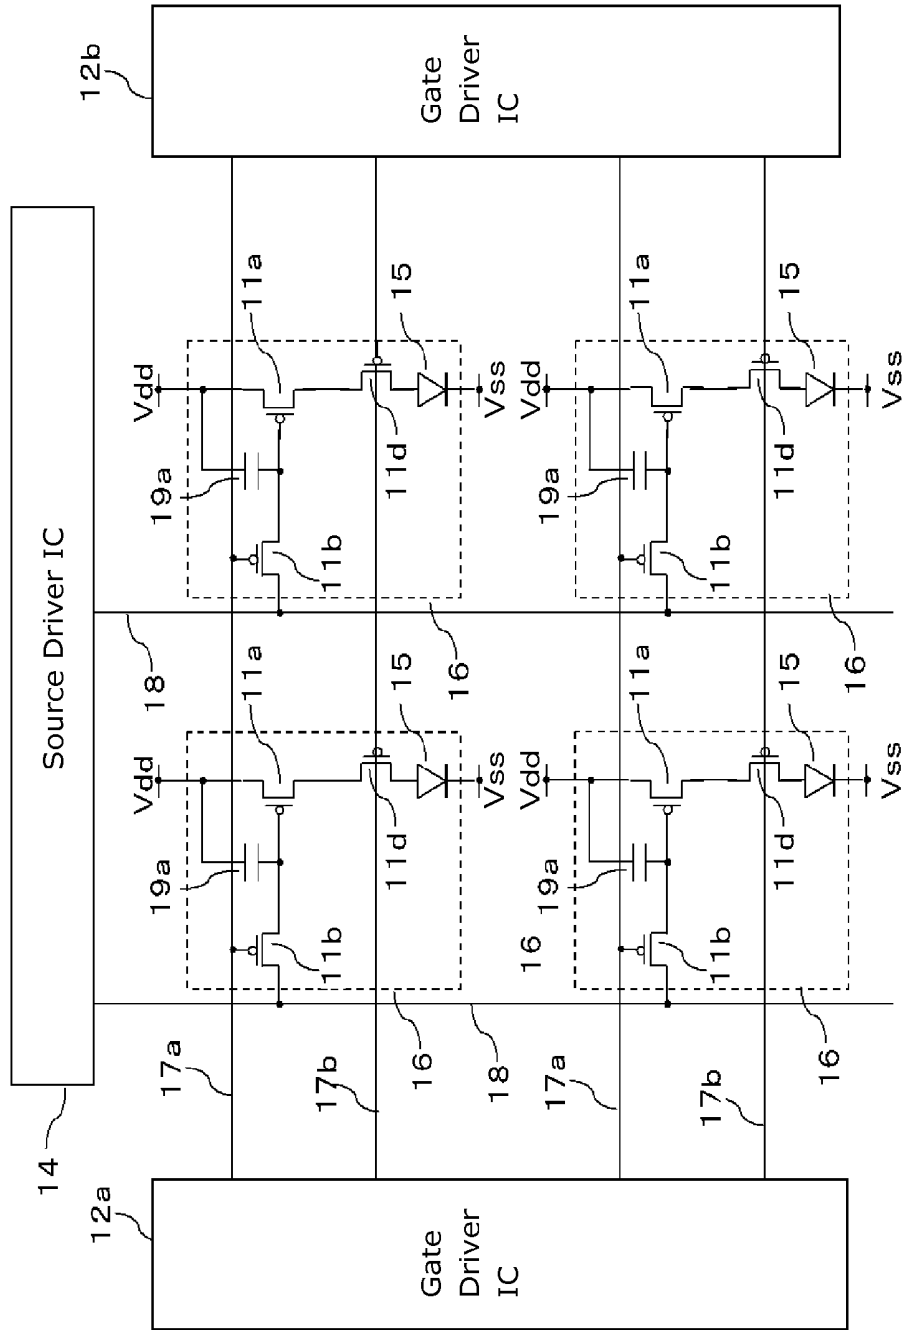 14
Source Driver IC
12a
Gate
Driver
IC
12b
Gate
Driver
IC
17a
17b
18
16
Vdd
19a
11a
11b
11d
15
Vss
18
16
Vdd
19a
11a
11b
11d
15
Vss
17a
17b
16
16
Vdd
19a
11a
11b
11d
15
Vss
16
Vdd
19a
11a
11b
11d
15
Vss